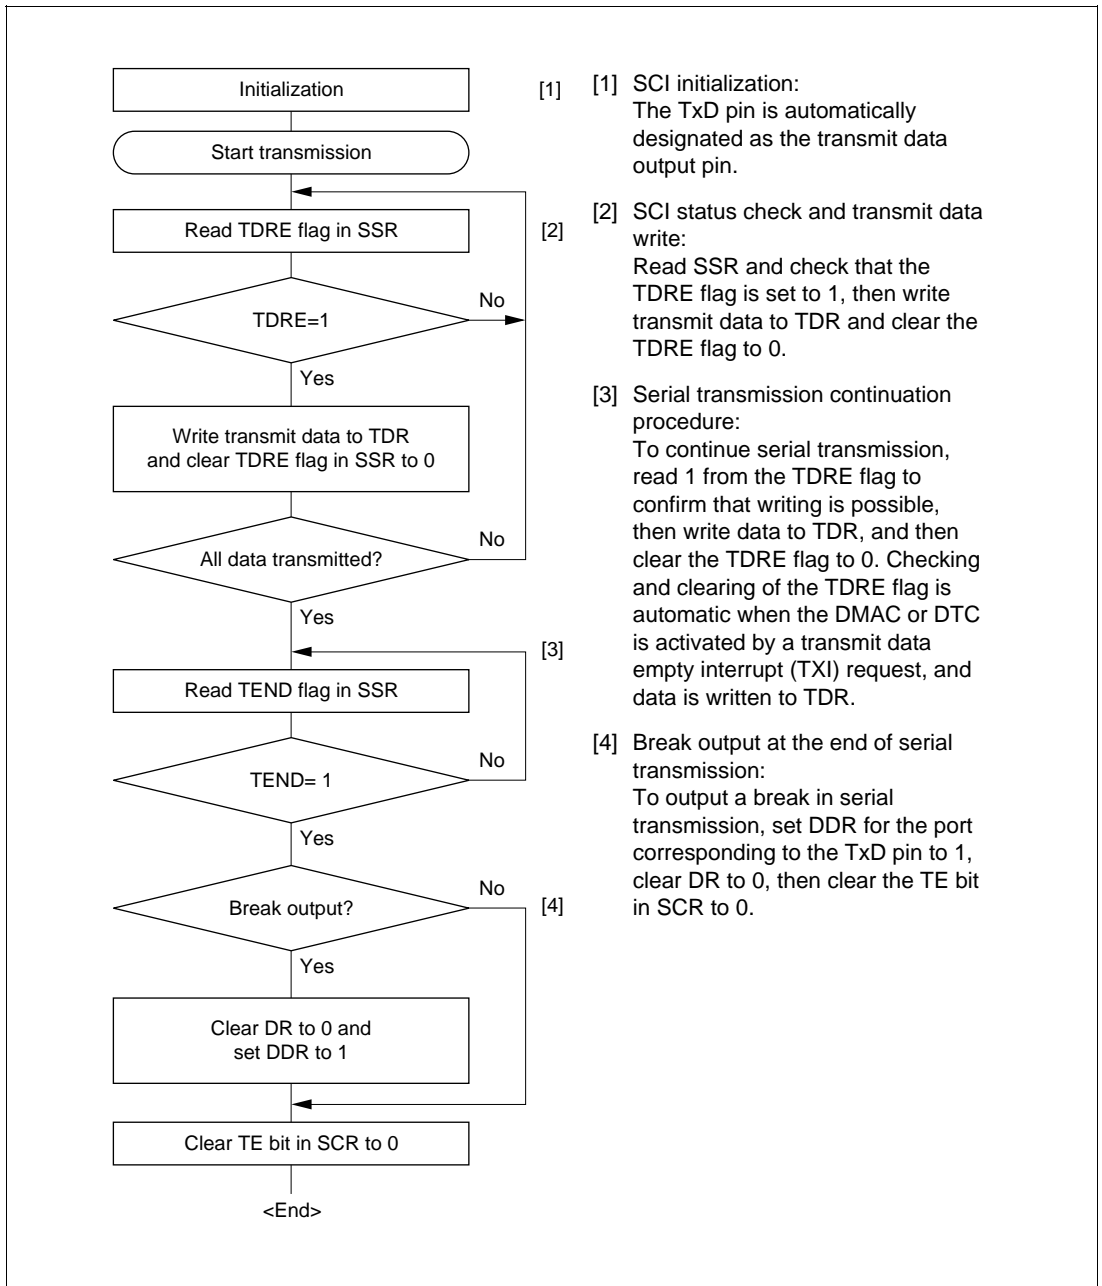 Initialization
[1]
Start transmission
Read TDRE flag in SSR
[2]
TDRE=1
No
Yes
Write transmit data to TDR
and clear TDRE flag in SSR to 0
All data transmitted?
No
Yes
[3]
Read TEND flag in SSR
TEND= 1
No
Yes
Break output?
No
[4]
Yes
Clear DR to 0 and
set DDR to 1
Clear TE bit in SCR to 0
<End>
[1] SCI initialization:
The TxD pin is automatically
designated as the transmit data
output pin.
[2] SCI status check and transmit data
write:
Read SSR and check that the
TDRE flag is set to 1, then write
transmit data to TDR and clear the
TDRE flag to 0.
[3] Serial transmission continuation
procedure:
To continue serial transmission,
read 1 from the TDRE flag to
confirm that writing is possible,
then write data to TDR, and then
clear the TDRE flag to 0. Checking
and clearing of the TDRE flag is
automatic when the DMAC or DTC
is activated by a transmit data
empty interrupt (TXI) request, and
data is written to TDR.
[4] Break output at the end of serial
transmission:
To output a break in serial
transmission, set DDR for the port
corresponding to the TxD pin to 1,
clear DR to 0, then clear the TE bit
in SCR to 0.